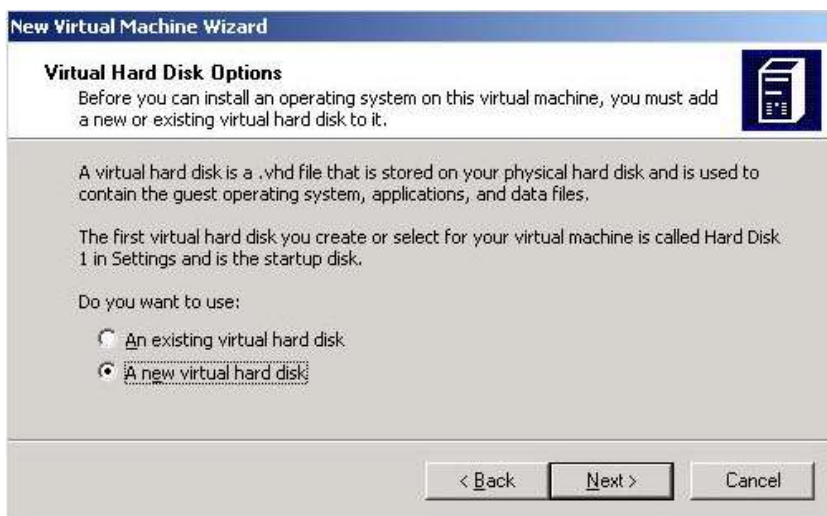 New Virtual Machine Wizard
Virtual Hard Disk Options
Before you can install an operating system on this virtual machine, you must add
a new or existing virtual hard disk to it.
A virtual hard disk is a .vhd file that is stored on your physical hard disk and is used to
contain the guest operating system, applications, and data files.
The first virtual hard disk you create or select for your virtual machine is called Hard Disk
1 in Settings and is the startup disk.
Do you want to use:
An existing virtual hard disk
A new virtual hard disk
< Back
Next >
Cancel